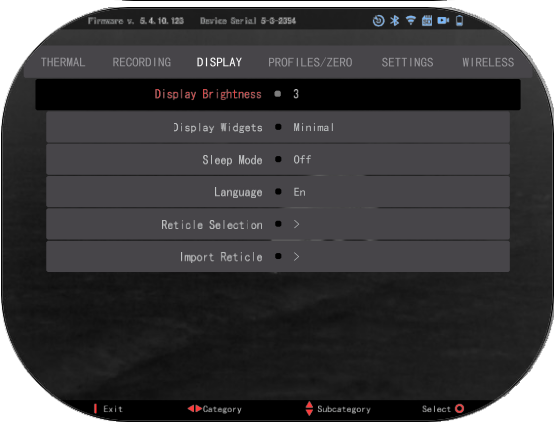 Firmware v. 5.4.10.123 Device Serial 5-3-2354
THERMAL RECORDING DISPLAY PROFILES/ZERO SETTINGS WIRELESS
Display Brightness 3
Display Widgets Minimal
Sleep Mode Off
Language En
Reticle Selection >
Import Reticle >
Exit Category Subcategory Select